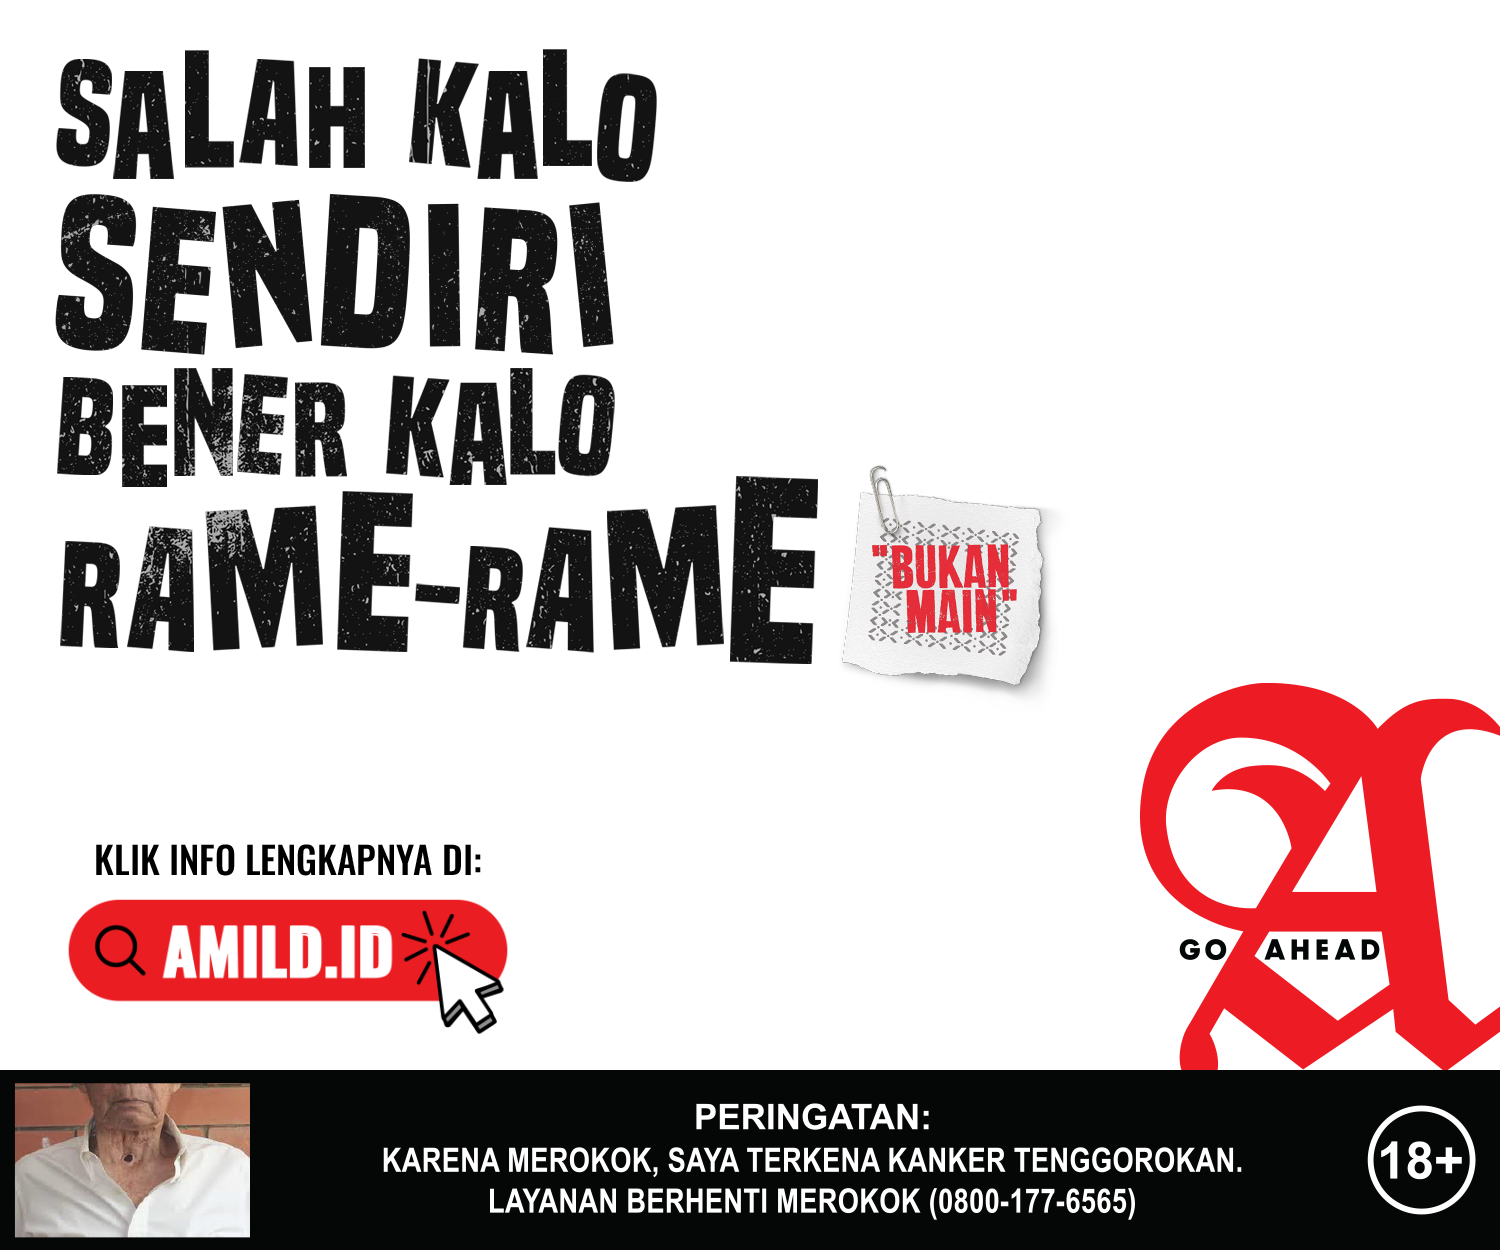 SALAH KALO
SENDIRI
BENER KALO
RAME-RAME
"BUKAN
MAIN"
KLIK INFO LENGKAPNYA DI:
AMILD.ID
A
GO AHEAD
PERINGATAN:
KARENA MEROKOK, SAYA TERKENA KANKER TENGGOROKAN.
LAYANAN BERHENTI MEROKOK (0800-177-6565)
18+